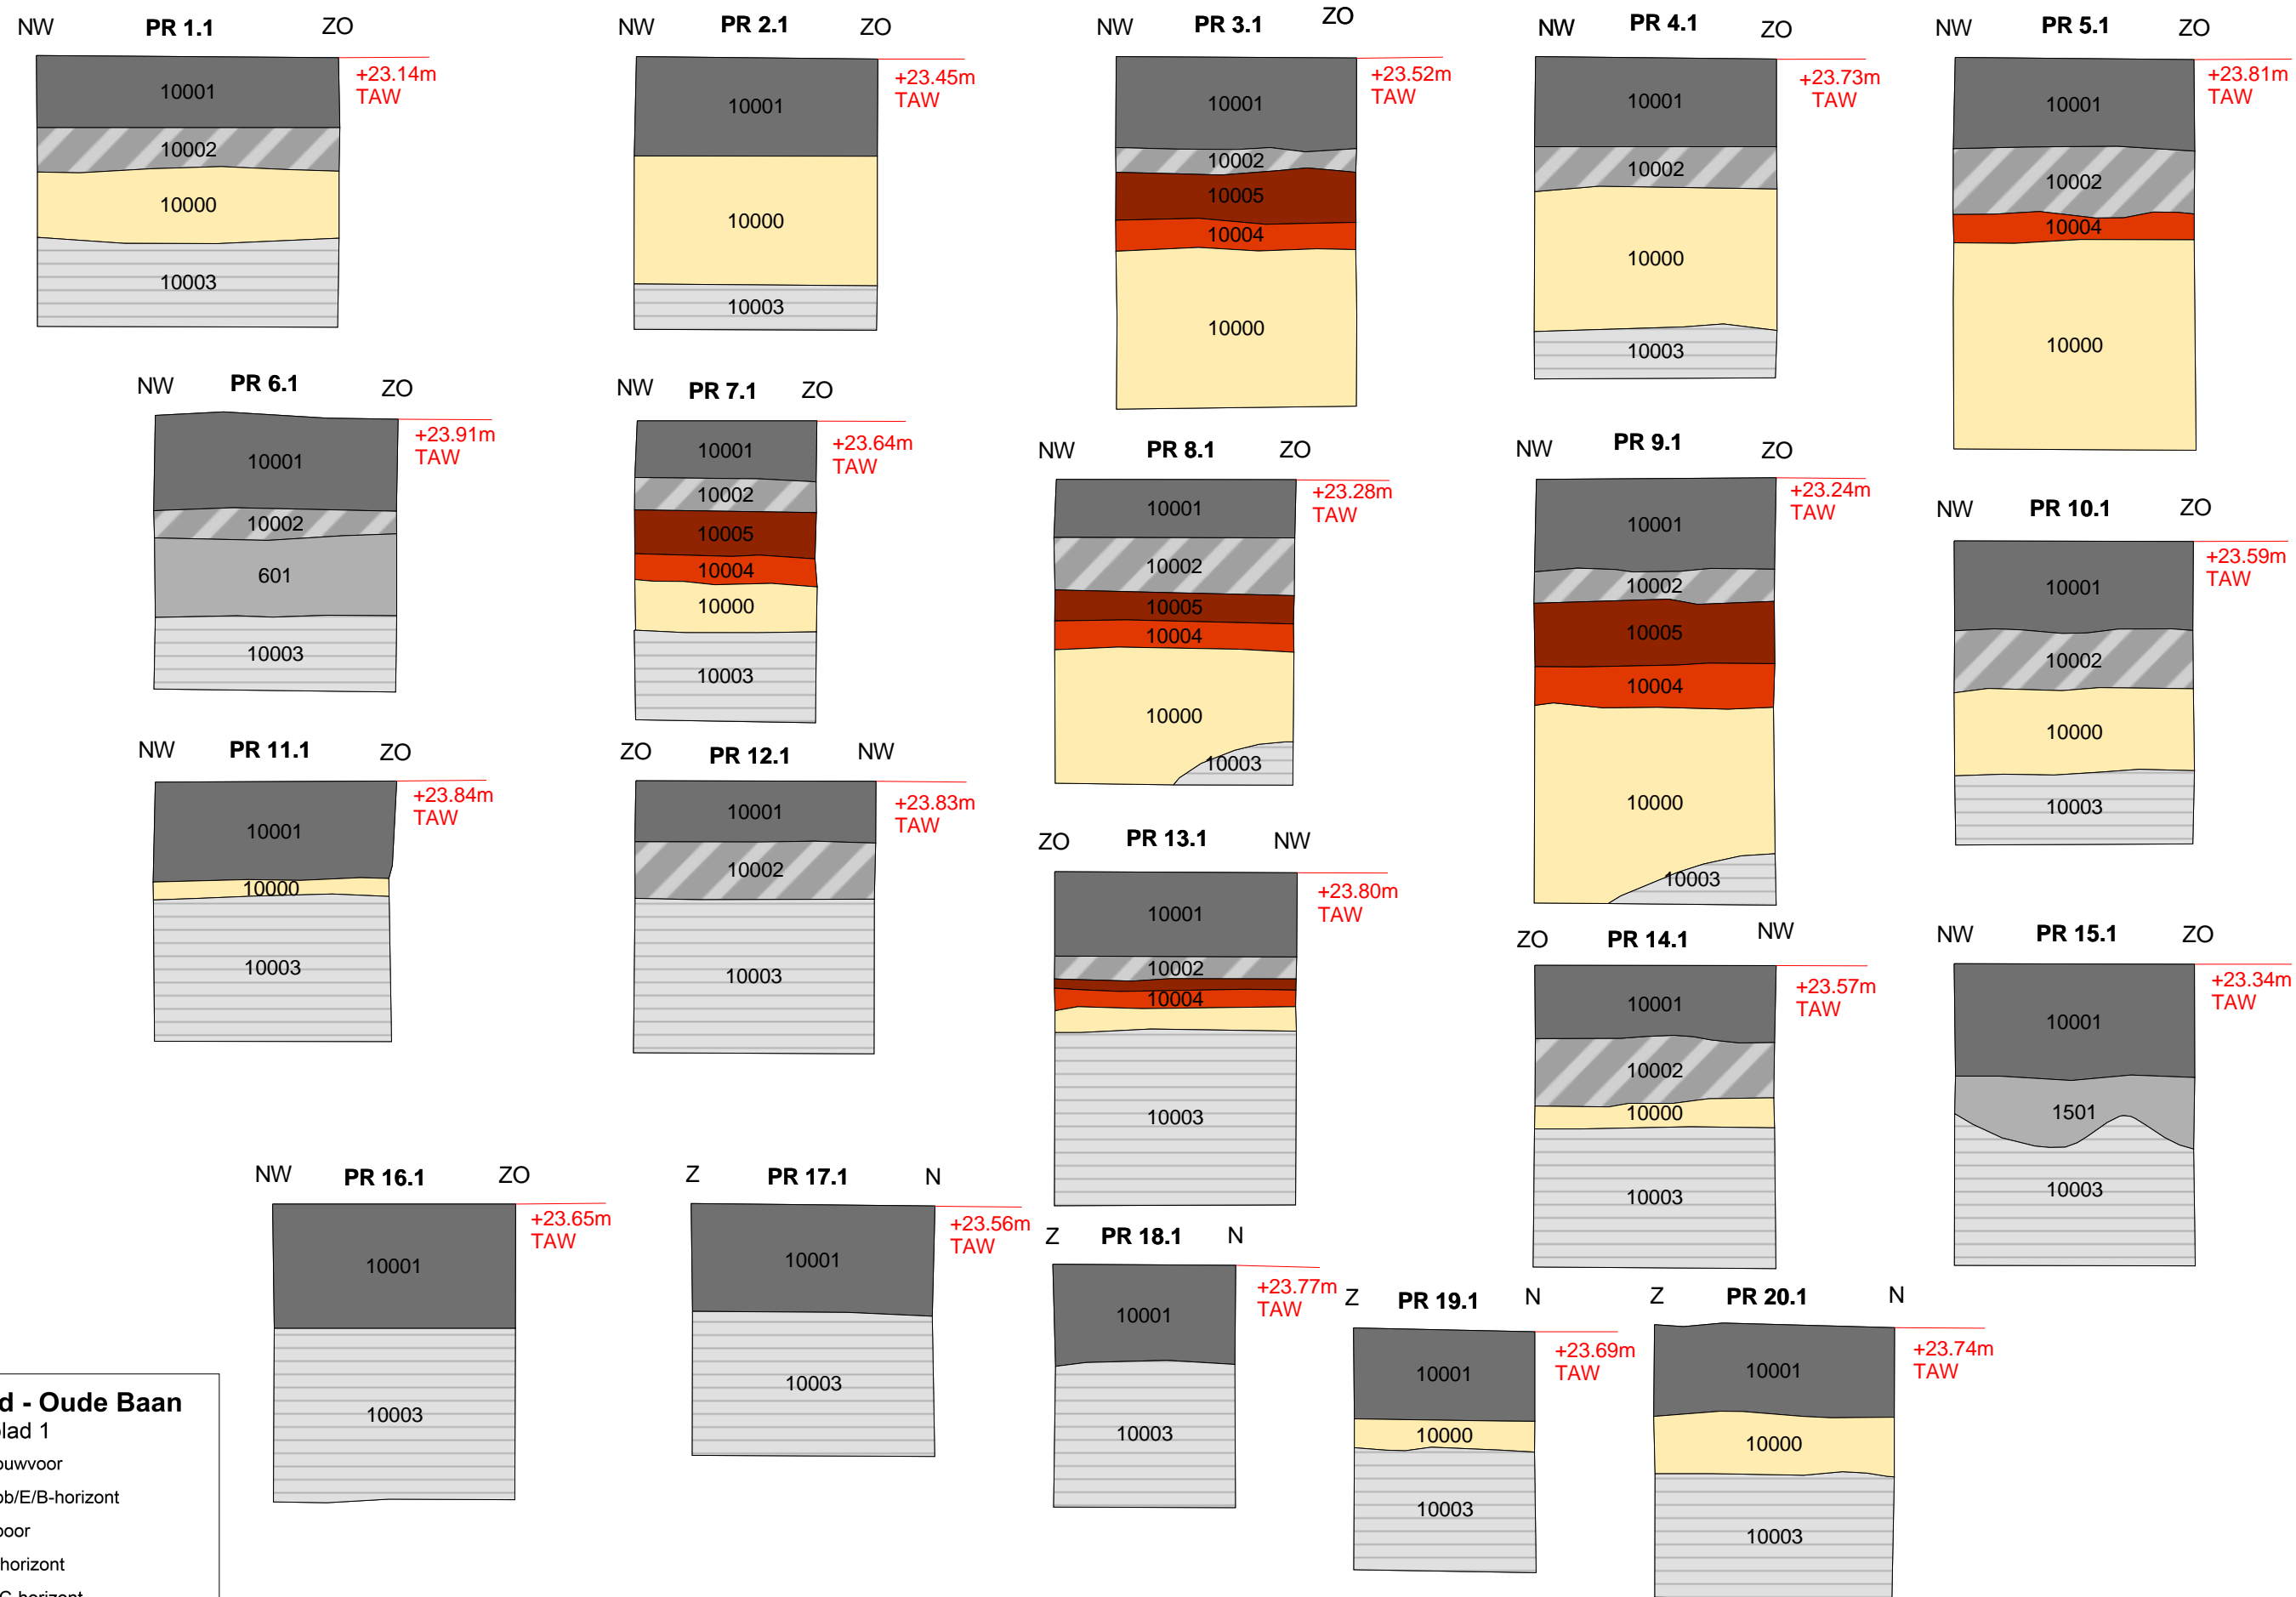 NW PR 1.1 ZO
+23.14m
TAW
10001
10002
10000
10003
NW PR 2.1 ZO
+23.45m
TAW
10001
10000
10003
NW PR 3.1 ZO
+23.52m
TAW
10001
10002
10005
10004
10000
NW PR 4.1 ZO
+23.73m
TAW
10001
10002
10000
10003
NW PR 5.1 ZO
+23.81m
TAW
10001
10002
10004
10000
NW PR 6.1 ZO
+23.91m
TAW
10001
10002
601
10003
NW PR 7.1 ZO
+23.64m
TAW
10001
10002
10005
10004
10000
10003
NW PR 8.1 ZO
+23.28m
TAW
10001
10002
10005
10004
10000
10003
NW PR 9.1 ZO
+23.24m
TAW
10001
10002
10005
10004
10000
10003
NW PR 10.1 ZO
+23.59m
TAW
10001
10002
10000
10003
NW PR 11.1 ZO
+23.84m
TAW
10001
10000
10003
ZO PR 12.1 NW
+23.83m
TAW
10001
10002
10003
ZO PR 13.1 NW
+23.80m
TAW
10001
10002
10004
10003
ZO PR 14.1 NW
+23.57m
TAW
10001
10002
10000
10003
NW PR 15.1 ZO
+23.34m
TAW
10001
1501
10003
NW PR 16.1 ZO
+23.65m
TAW
10001
10003
Z PR 17.1 N
+23.56m
TAW
10001
10003
Z PR 18.1 N
+23.77m
TAW
10001
10003
Z PR 19.1 N
+23.69m
TAW
10001
10000
10003
Z PR 20.1 N
+23.74m
TAW
10001
10000
10003
d - Oude Baan
lad 1
ouwvoor
ob/E/B-horizont
poor
horizont
C-horizont